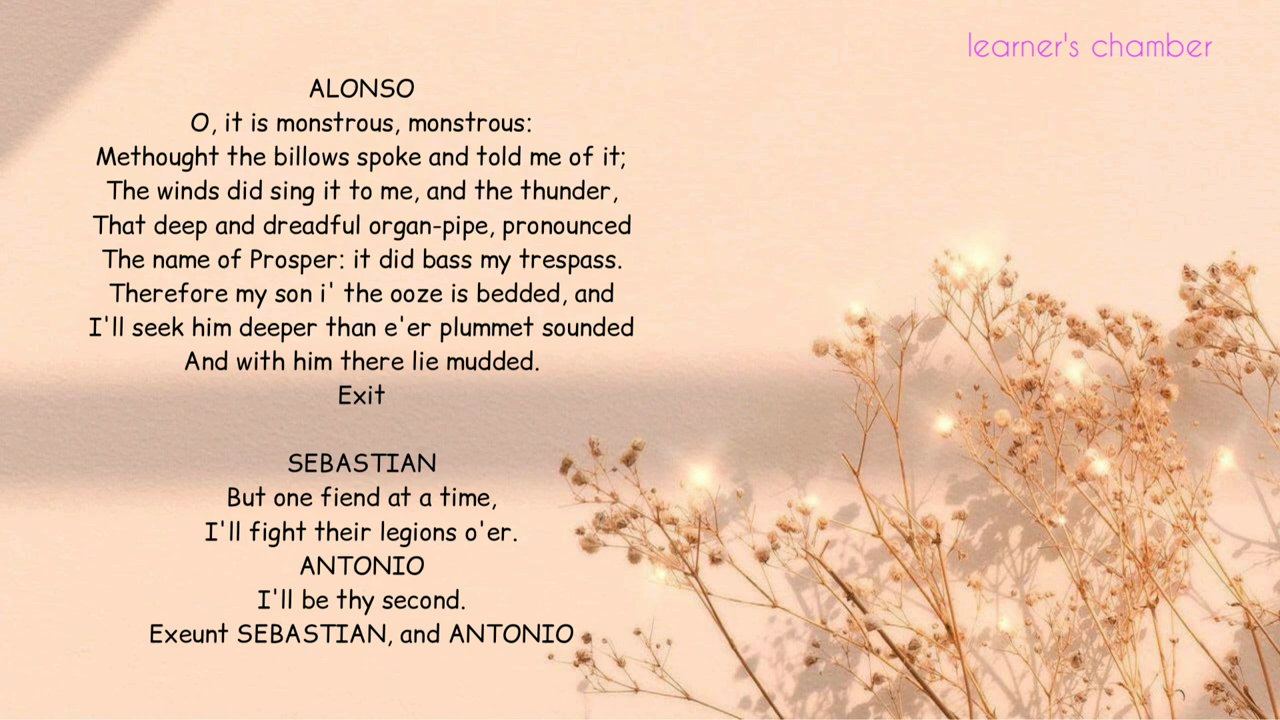 learner's chamber
ALONSO
O, it is monstrous, monstrous:
Methought the billows spoke and told me of it;
The winds did sing it to me, and the thunder,
That deep and dreadful organ-pipe, pronounced
The name of Prosper: it did bass my trespass.
Therefore my son i' the ooze is bedded, and
I'll seek him deeper than e'er plummet sounded
And with him there lie mudded.
Exit
SEBASTIAN
But one fiend at a time,
I'll fight their legions o'er.
ANTONIO
I'll be thy second.
Exeunt SEBASTIAN, and ANTONIO